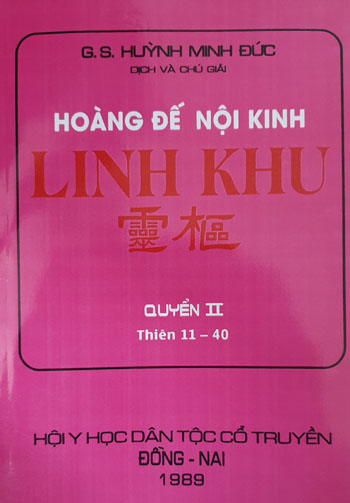 G.S. HUỲNH MINH ĐỨC
DỊCH VÀ CHÚ GIẢI
HOÀNG ĐẾ NỘI KINH
LINH KHU
靈樞
QUYỂN II
Thiên 11 – 40
HỘI Y HỌC DÂN TỘC CỔ TRUYỀN
ĐỒNG - NAI
1989